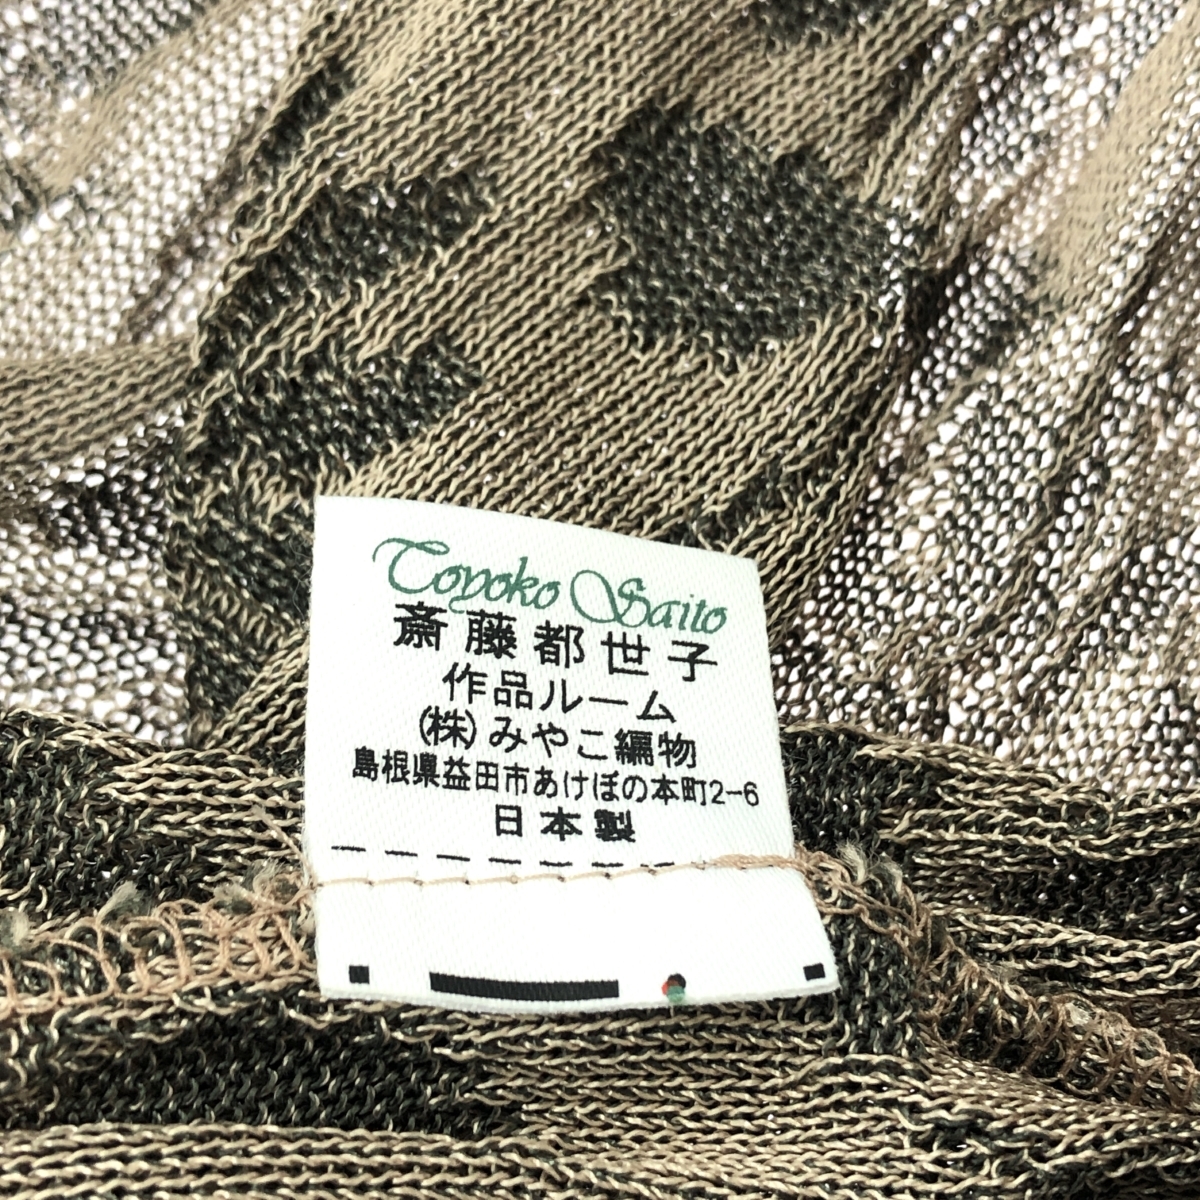 Toyoko Saito
斎藤都世子
作品ルーム
(株)みやこ編物
島根県益田市あけぼの本町2-6
日本製